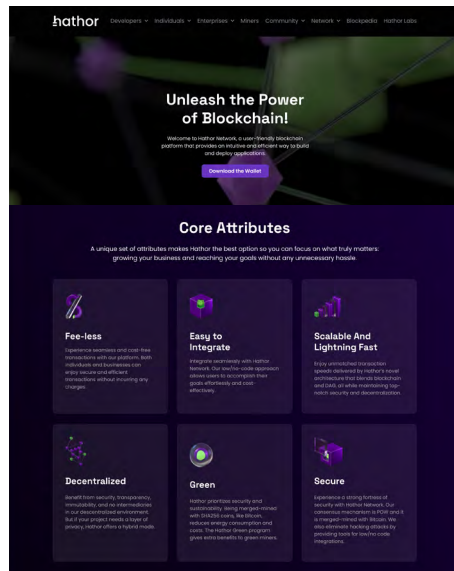 hathor
Developers Individuals Enterprises Miners Community Network Blockpedia Hathor Labs
Unleash the Power
of Blockchain!
Welcome to Hathor Network, a user-friendly blockchain
platform that provides an intuitive and efficient way to build
and deploy applications.
Download the Wallet
Core Attributes
A unique set of attributes makes Hathor the best option so you can focus on what truly matters:
growing your business and reaching your goals without any unnecessary hassle.
Fee-less
Experience seamless and cost-free
transactions with our platform. Both
individuals and businesses can
enjoy secure and efficient
transactions without incurring any
charges.
Easy to
Integrate
Integrate seamlessly with Hathor
Network. Our low/no-code approach
allows users to accomplish their
goals effortlessly and cost-
effectively.
Scalable And
Lightning Fast
Enjoy unmatched transaction
speeds delivered by Hathor's novel
architecture that blends blockchain
and DAG, all while maintaining top-
notch security and decentralization.
Decentralized
Benefit from security, transparency,
immutability, and no intermediaries
in our descentralized environment.
But if your project needs a layer of
privacy, Hathor offers a hybrid mode.
Green
Hathor prioritize security and
sustainability. Being merged-mined
with SHA256 coins, like Bitcoin,
reduces energy consumption and
costs. The Hathor Green program
gives extra benefits to green miners.
Secure
Experience a strong fortress of
security with Hathor Network. Our
consensus mechanism is POW and it
is merged-mined with Bitcoin. We
also eliminate hacking attacks by
providing tools for low/no code
integrations.